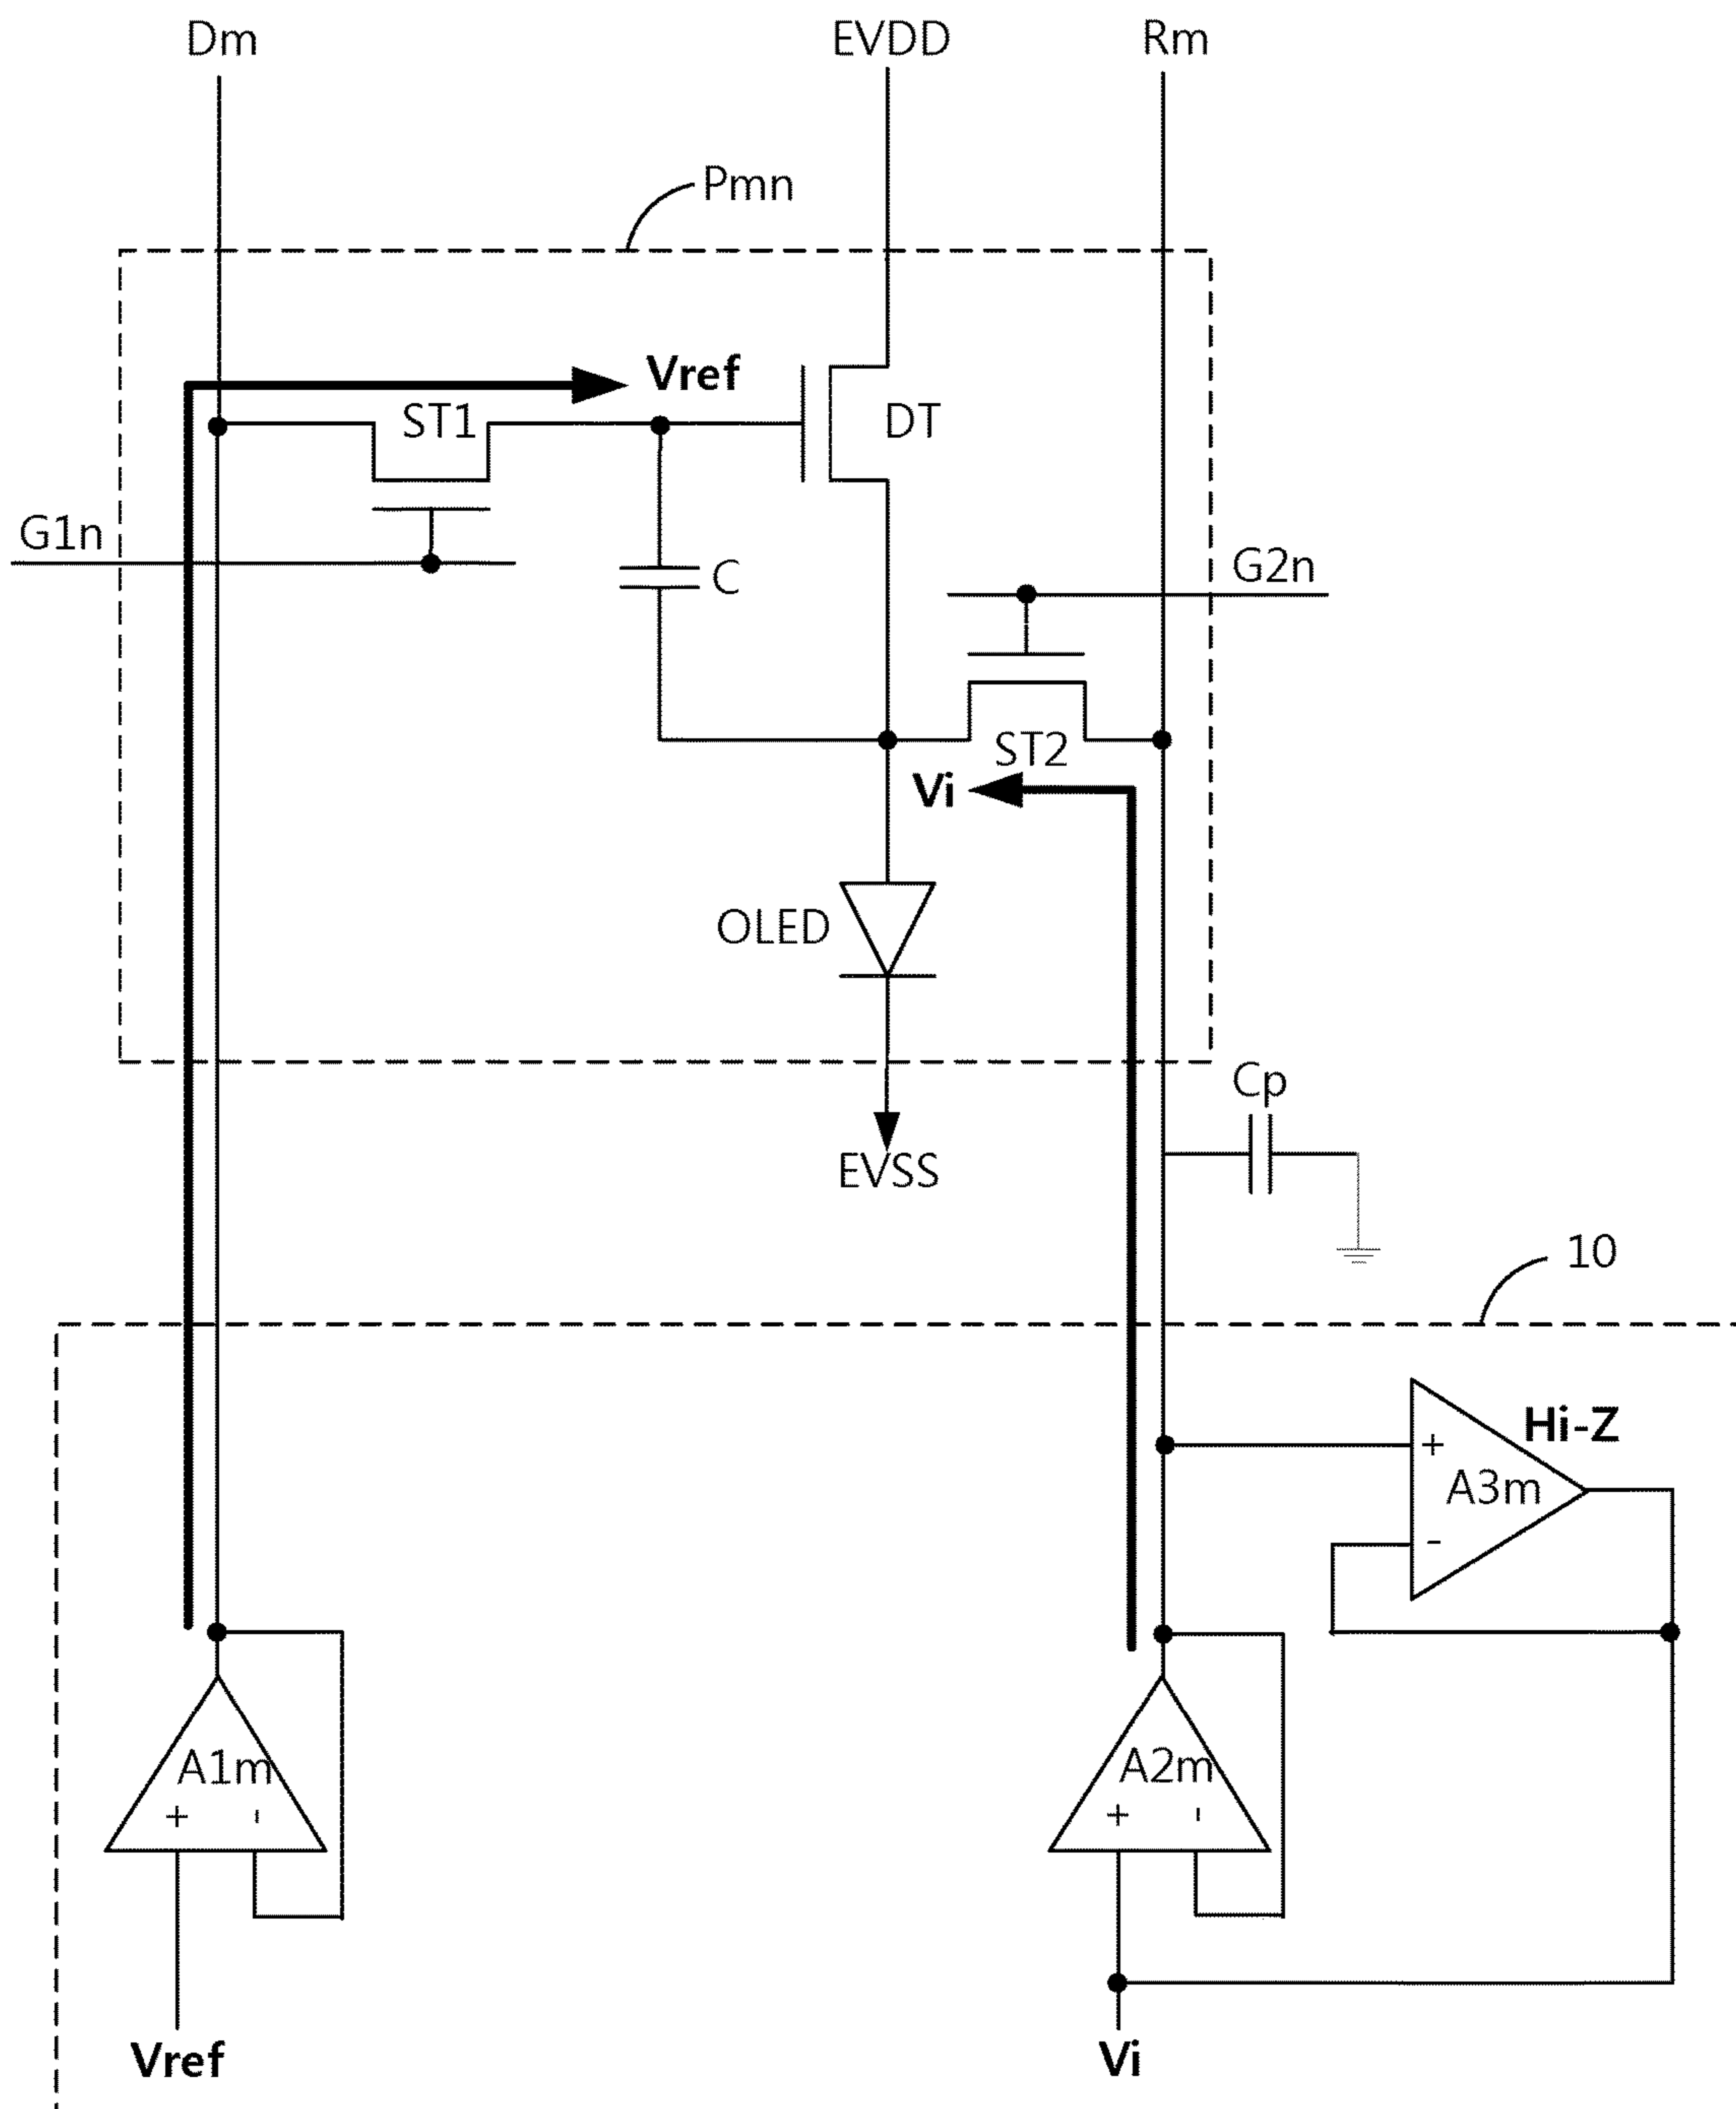 Dm
EVDD
Rm
Pmn
Vref
ST1
DT
G1n
C
G2n
ST2
Vi
OLED
Cp
EVSS
10
Hi-Z
+
A3m
-
A1m
+ -
A2m
+ -
Vref
Vi